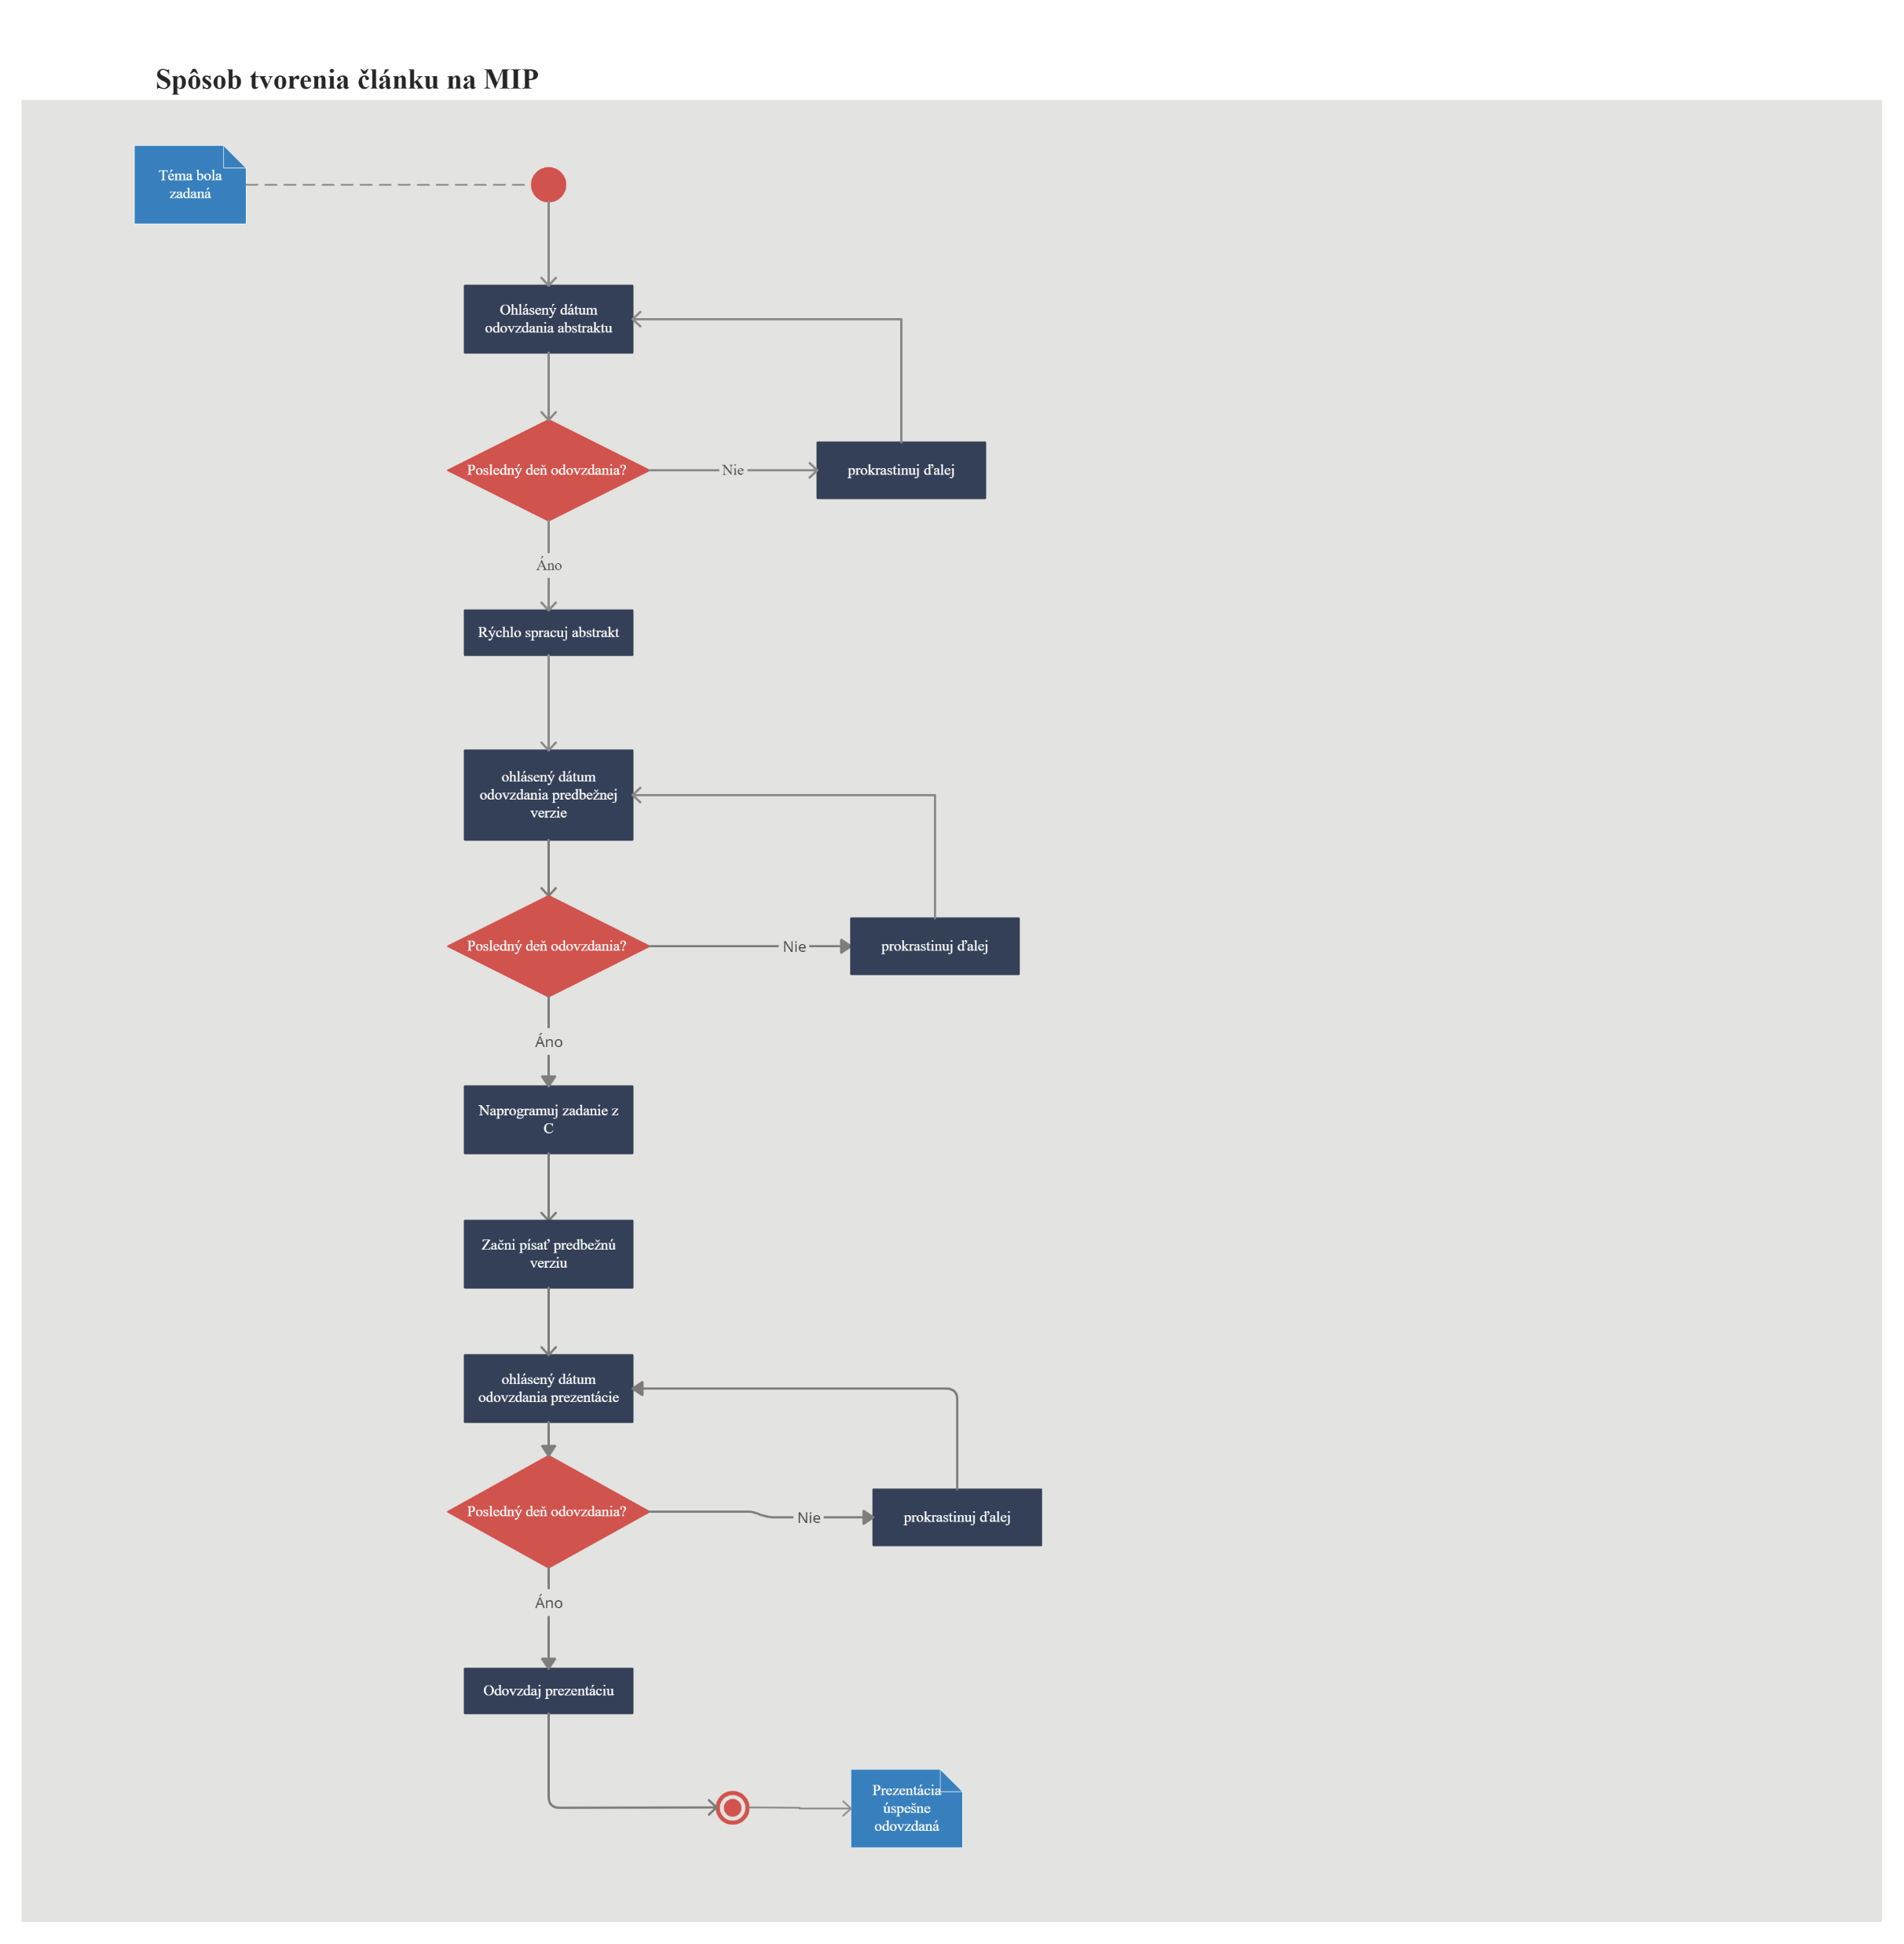 Spôsob tvorenia článku na MIP
Téma bola
zadaná
Ohlásený dátum
odovzdania abstraktu
Posledný deň odovzdania?
Nie
prokrastinuj ďalej
Áno
Rýchlo spracuj abstrakt
ohlásený dátum
odovzdania predbežnej
verzie
Posledný deň odovzdania?
Nie
prokrastinuj ďalej
Áno
Naprogramuj zadanie z
C
Začni písať predbežnú
verziu
ohlásený dátum
odovzdania prezentácie
Posledný deň odovzdania?
Nie
prokrastinuj ďalej
Áno
Odovzdaj prezentáciu
Prezentácia
úspešne
odovzdaná